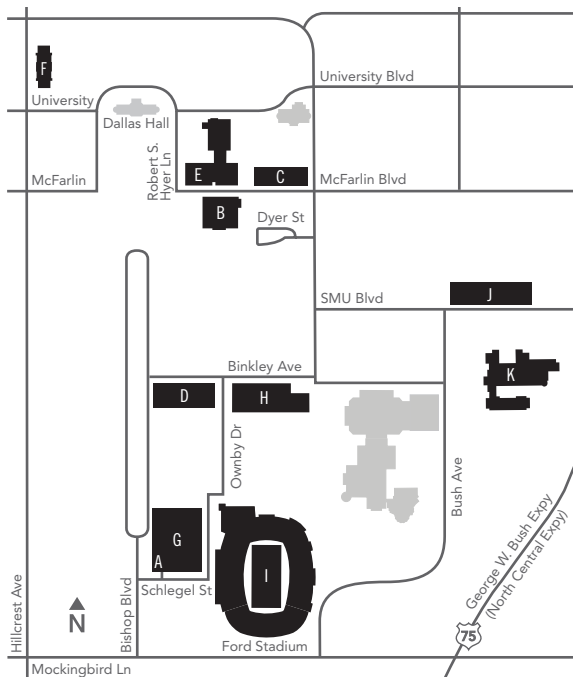 F
University Blvd
University
Dallas Hall
Robert S.
Hyer Ln
E
C
McFarlin
McFarlin Blvd
B
Dyer St
J
SMU Blvd
Binkley Ave
K
D
H
Ownby Dr
Bush Ave
George W. Bush Expy
(North Central Expy)
G
A
I
Schlegel St
Hillcrest Ave
N
Bishop Blvd
75
Ford Stadium
Mockingbird Ln